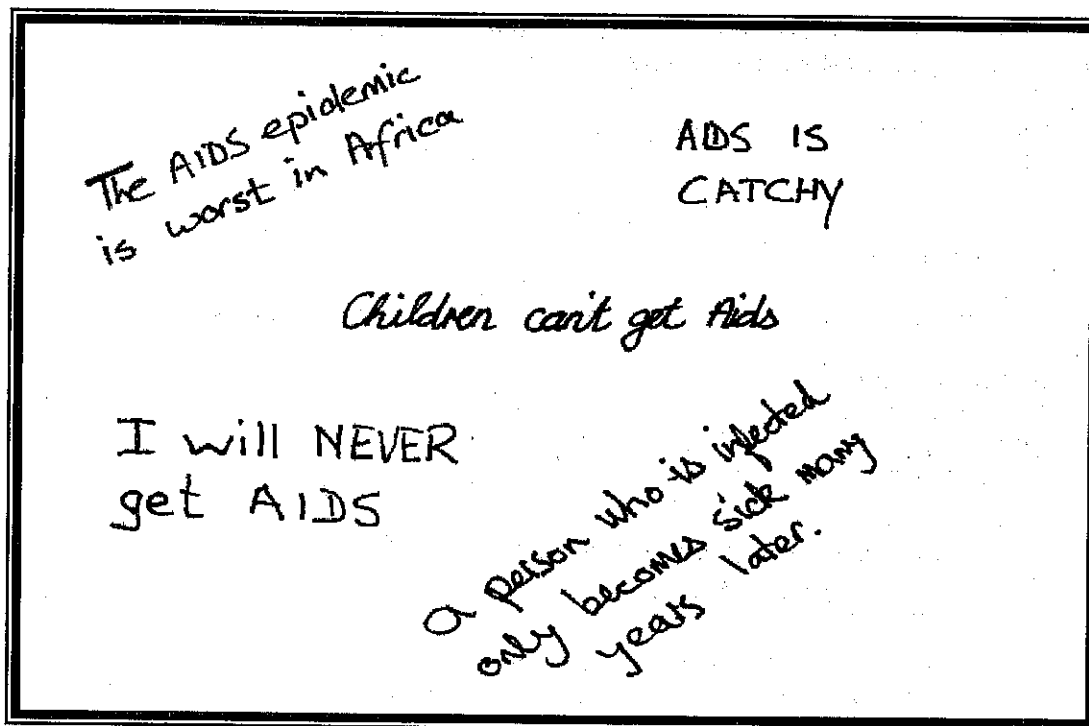 The AIDS epidemic
is worst in Africa
AIDS IS
CATCHY
Children can't get Aids
I will NEVER
get AIDS
a person who is infected
only becomes sick many
years later.